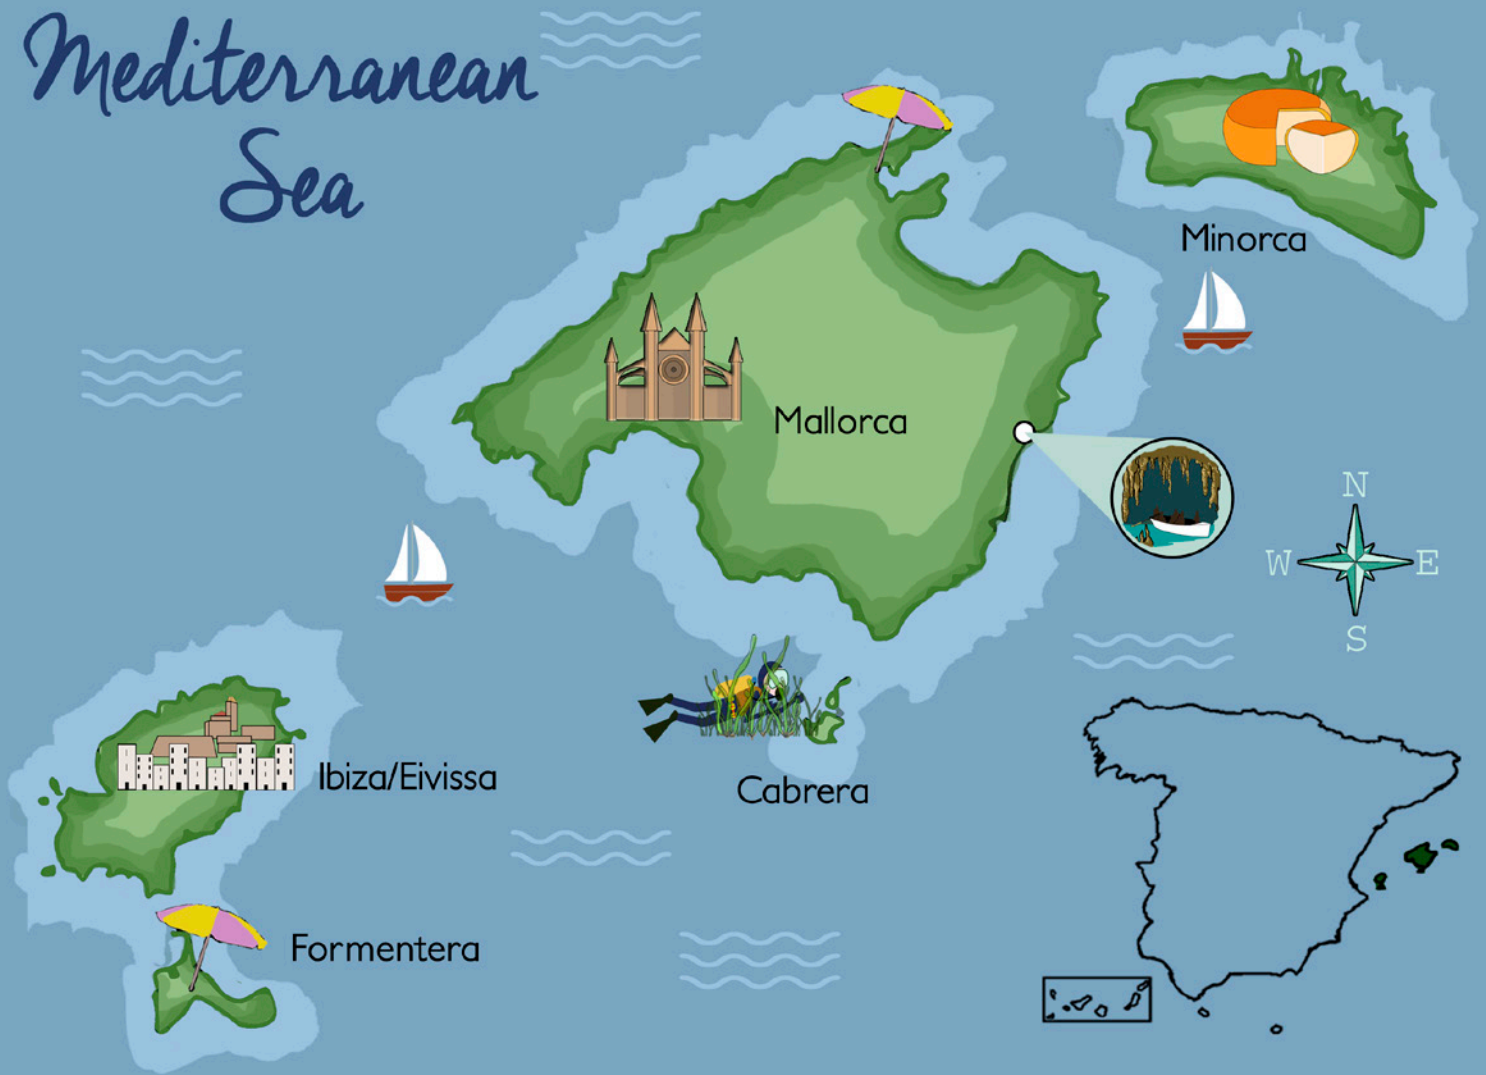 Mediterranean
Sea
Minorca
Mallorca
N
W E
S
Ibiza/Eivissa
Cabrera
Formentera